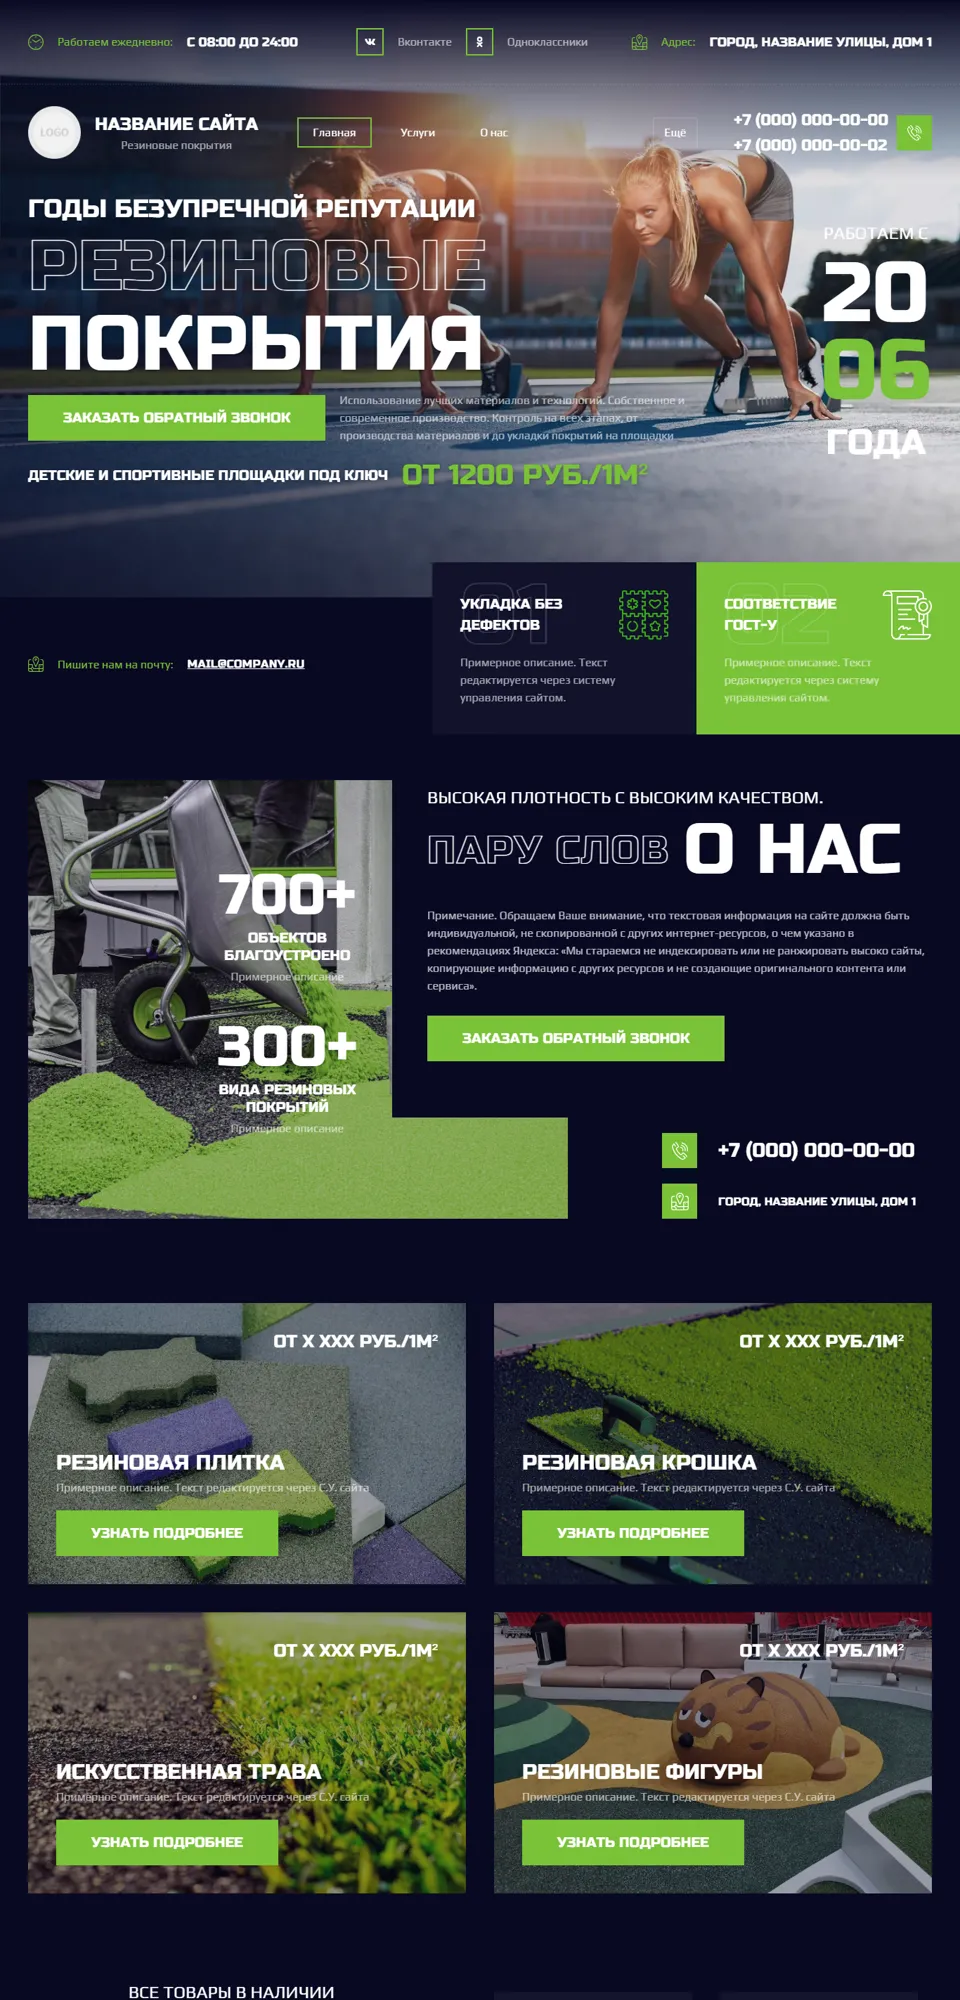 Работаем ежедневно: С 08:00 ДО 24:00
Вконтакте
Одноклассники
Адрес: ГОРОД, НАЗВАНИЕ УЛИЦЫ, ДОМ 1
LOGO
НАЗВАНИЕ САЙТА
Резиновые покрытия
Главная
Услуги
О нас
Ещё
+7 (000) 000-00-00
+7 (000) 000-00-02
ГОДЫ БЕЗУПРЕЧНОЙ РЕПУТАЦИИ
РЕЗИНОВЫЕ
ПОКРЫТИЯ
РАБОТАЕМ С
20
06
ГОДА
ЗАКАЗАТЬ ОБРАТНЫЙ ЗВОНОК
Использование лучших материалов и технологий. Собственное и
современное производство. Контроль на всех этапах, от
производства материалов и до укладки покрытий на площадки
ДЕТСКИЕ И СПОРТИВНЫЕ ПЛОЩАДКИ ПОД КЛЮЧ ОТ 1200 РУБ./1М²
Пишите нам на почту: MAIL@COMPANY.RU
01
УКЛАДКА БЕЗ
ДЕФЕКТОВ
Примерное описание. Текст
редактируется через систему
управления сайтом.
02
СООТВЕТСТВИЕ
ГОСТ-У
Примерное описание. Текст
редактируется через систему
управления сайтом.
700+
ОБЪЕКТОВ
БЛАГОУСТРОЕНО
Примерное описание
300+
ВИДА РЕЗИНОВЫХ
ПОКРЫТИЙ
Примерное описание
ВЫСОКАЯ ПЛОТНОСТЬ С ВЫСОКИМ КАЧЕСТВОМ.
ПАРУ СЛОВ О НАС
Примечание. Обращаем Ваше внимание, что текстовая информация на сайте должна быть
индивидуальной, не скопированной с других интернет-ресурсов, о чем указано в
рекомендациях Яндекса: «Мы стараемся не индексировать или не ранжировать высоко сайты,
копирующие информацию с других ресурсов и не создающие оригинального контента или
сервиса».
ЗАКАЗАТЬ ОБРАТНЫЙ ЗВОНОК
+7 (000) 000-00-00
ГОРОД, НАЗВАНИЕ УЛИЦЫ, ДОМ 1
ОТ X XXX РУБ./1М²
РЕЗИНОВАЯ ПЛИТКА
Примерное описание. Текст редактируется через С.У. сайта
УЗНАТЬ ПОДРОБНЕЕ
ОТ X XXX РУБ./1М²
РЕЗИНОВАЯ КРОШКА
Примерное описание. Текст редактируется через С.У. сайта
УЗНАТЬ ПОДРОБНЕЕ
ОТ X XXX РУБ./1М²
ИСКУССТВЕННАЯ ТРАВА
Примерное описание. Текст редактируется через С.У. сайта
УЗНАТЬ ПОДРОБНЕЕ
ОТ X XXX РУБ./1М²
РЕЗИНОВЫЕ ФИГУРЫ
Примерное описание. Текст редактируется через С.У. сайта
УЗНАТЬ ПОДРОБНЕЕ
ВСЕ ТОВАРЫ В НАЛИЧИИ